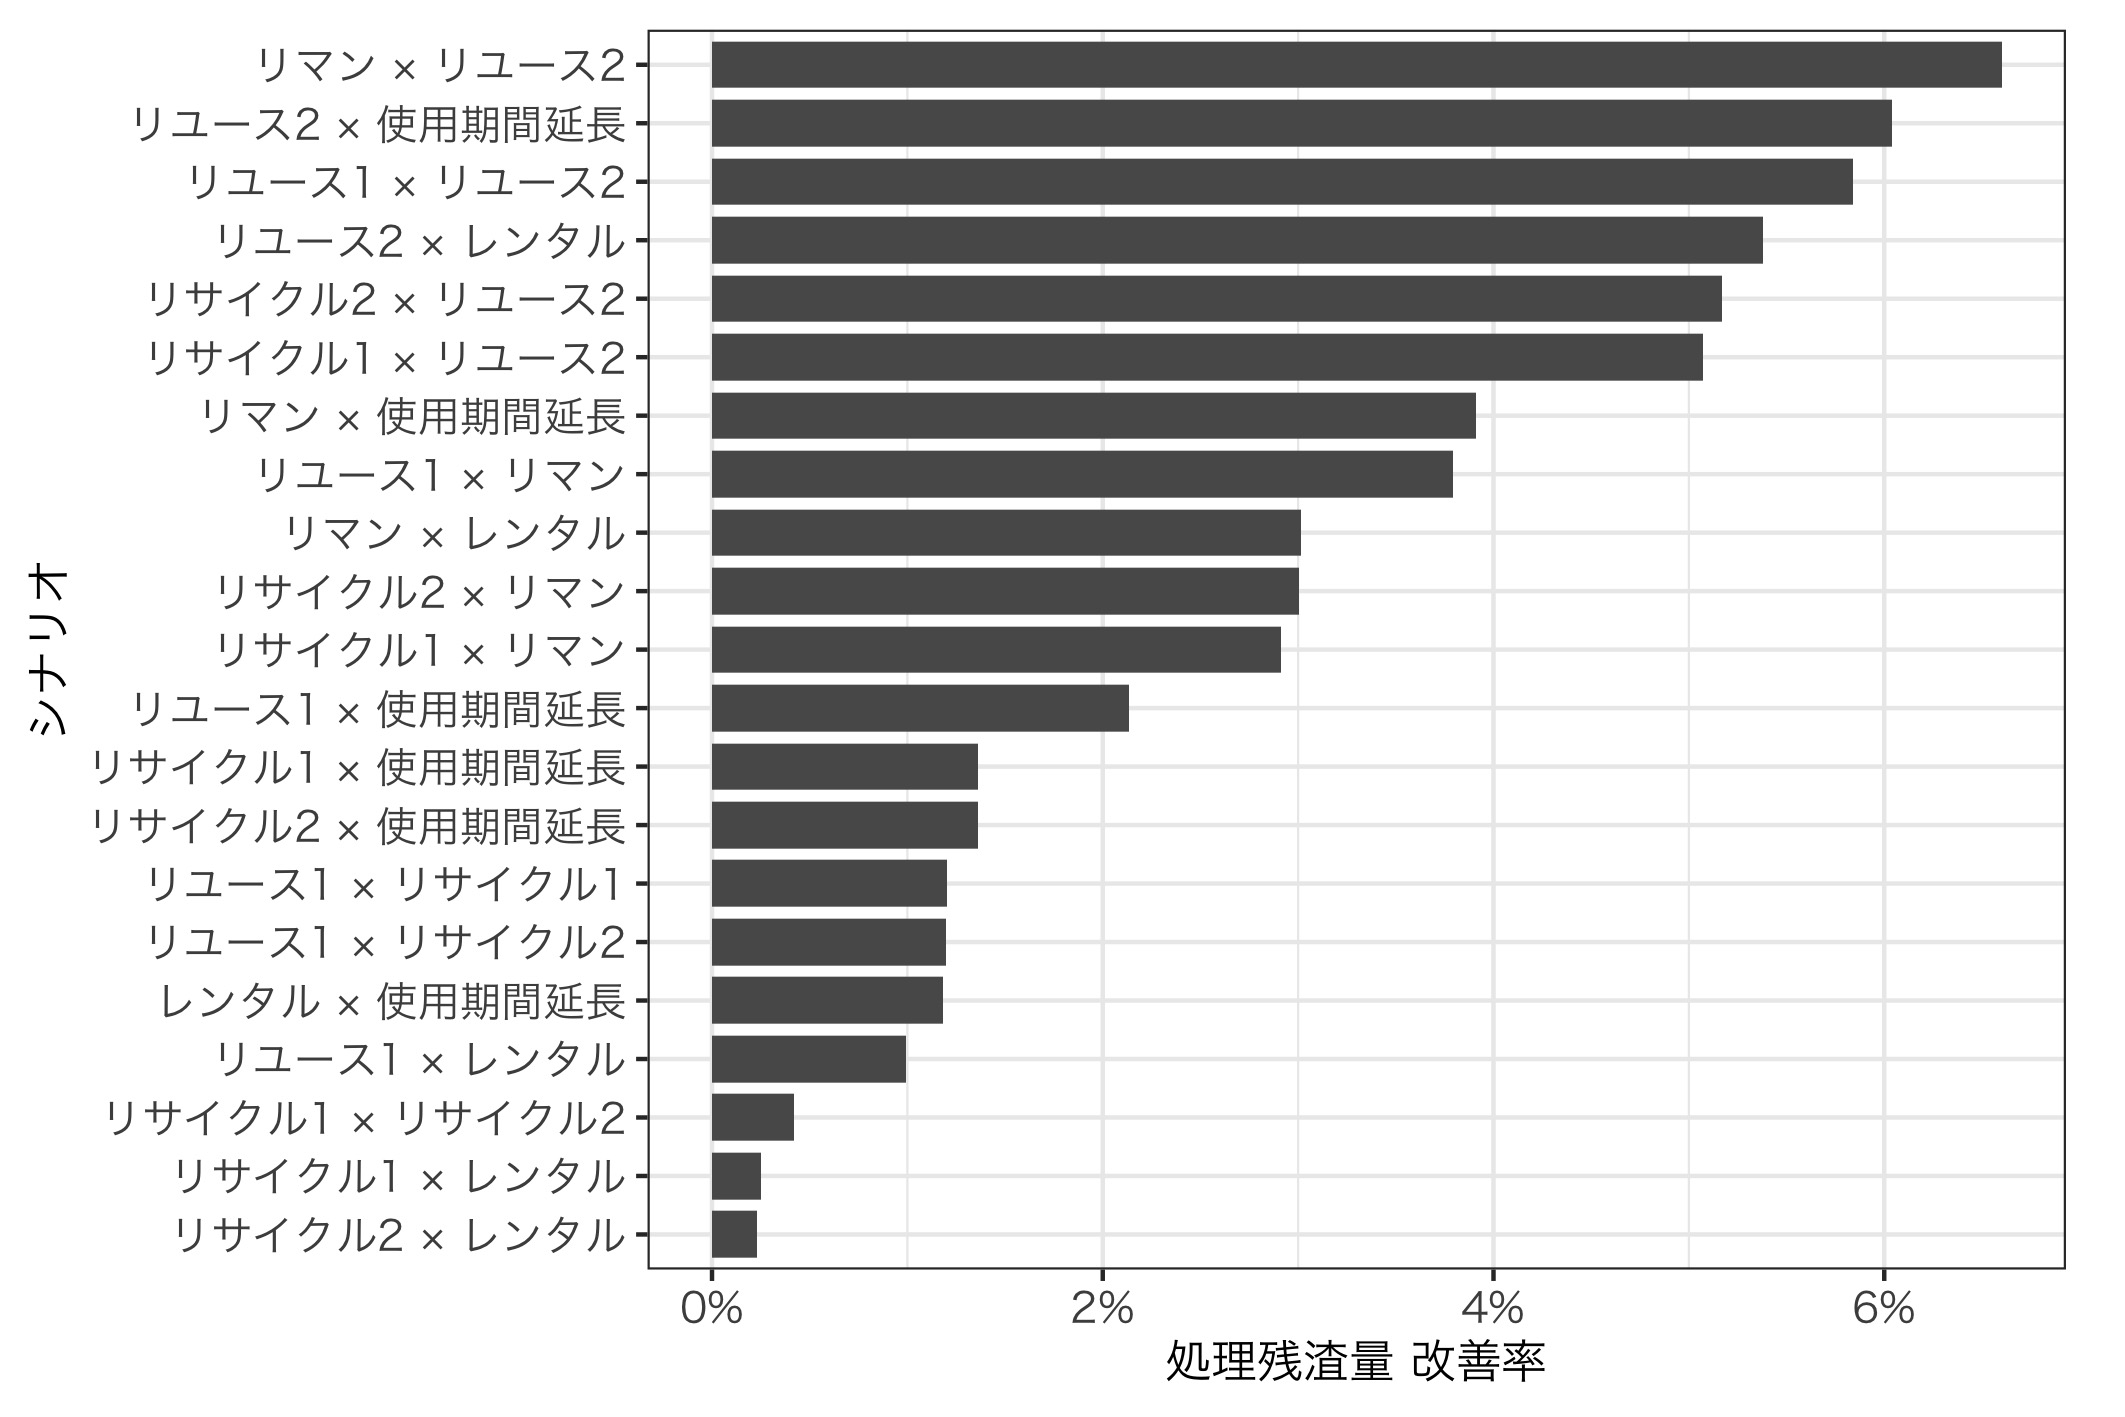 リマン × リユース2
リユース2 × 使用期間延長
リユース1 × リユース2
リユース2 × レンタル
リサイクル2 × リユース2
リサイクル1 × リユース2
リマン × 使用期間延長
リユース1 × リマン
リマン × レンタル
リサイクル2 × リマン
リサイクル1 × リマン
リユース1 × 使用期間延長
リサイクル1 × 使用期間延長
リサイクル2 × 使用期間延長
リユース1 × リサイクル1
リユース1 × リサイクル2
レンタル × 使用期間延長
リユース1 × レンタル
リサイクル1 × リサイクル2
リサイクル1 × レンタル
リサイクル2 × レンタル
シナリオ
0% 2% 4% 6%
処理残渣量 改善率